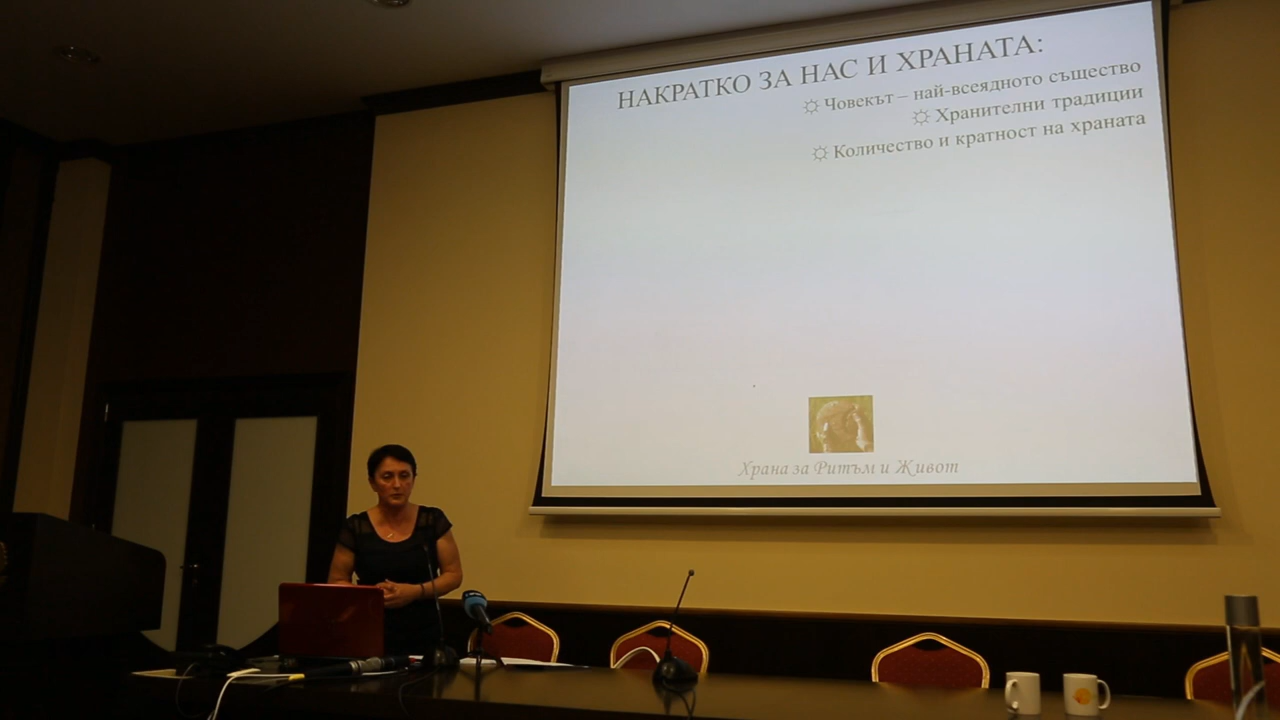 НАКРАТКО ЗА НАС И ХРАНАТА:
☼ Човекът – най-всеядното същество
☼ Хранителни традиции
☼ Количество и кратност на храната
Храна за Ритъм и Живот